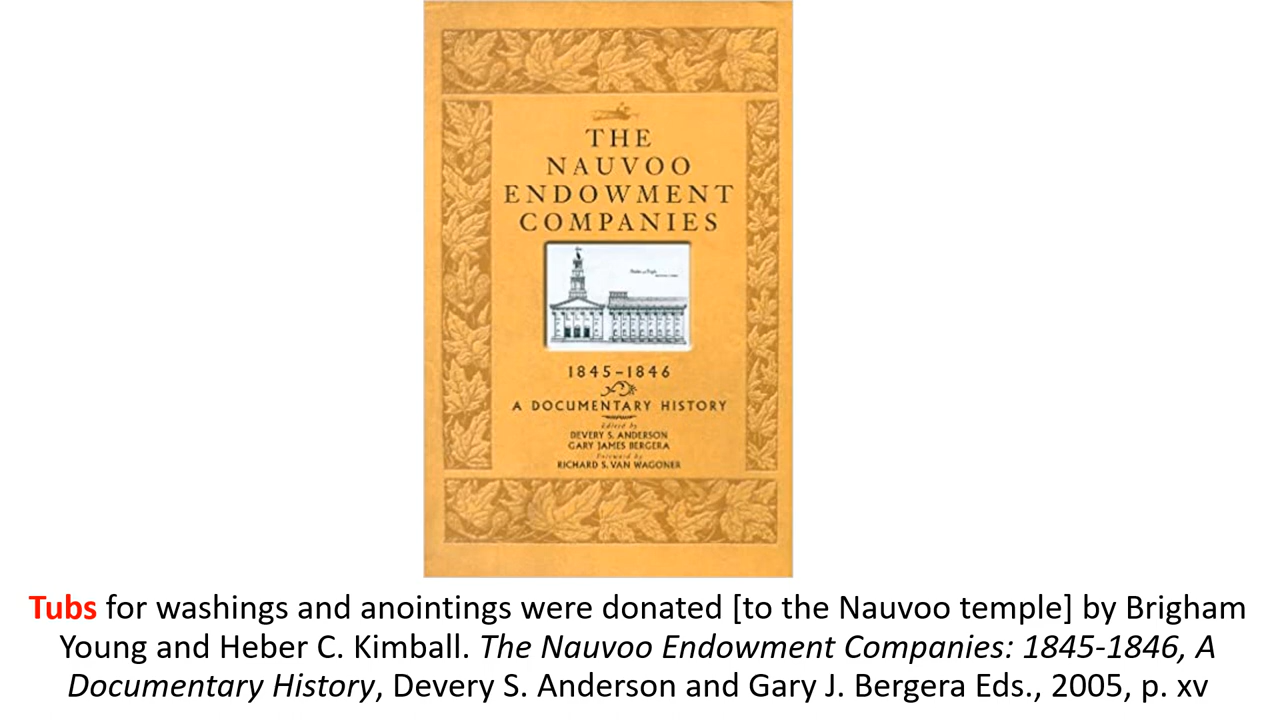 THE
NAUVOO
ENDOWMENT
COMPANIES
1845–1846
A DOCUMENTARY HISTORY
Edited by
DEVERY S. ANDERSON
GARY JAMES BERGERA
Foreword by
RICHARD S. VAN WAGONER
Tubs for washings and anointings were donated [to the Nauvoo temple] by Brigham
Young and Heber C. Kimball. The Nauvoo Endowment Companies: 1845-1846, A
Documentary History, Devery S. Anderson and Gary J. Bergera Eds., 2005, p. xv